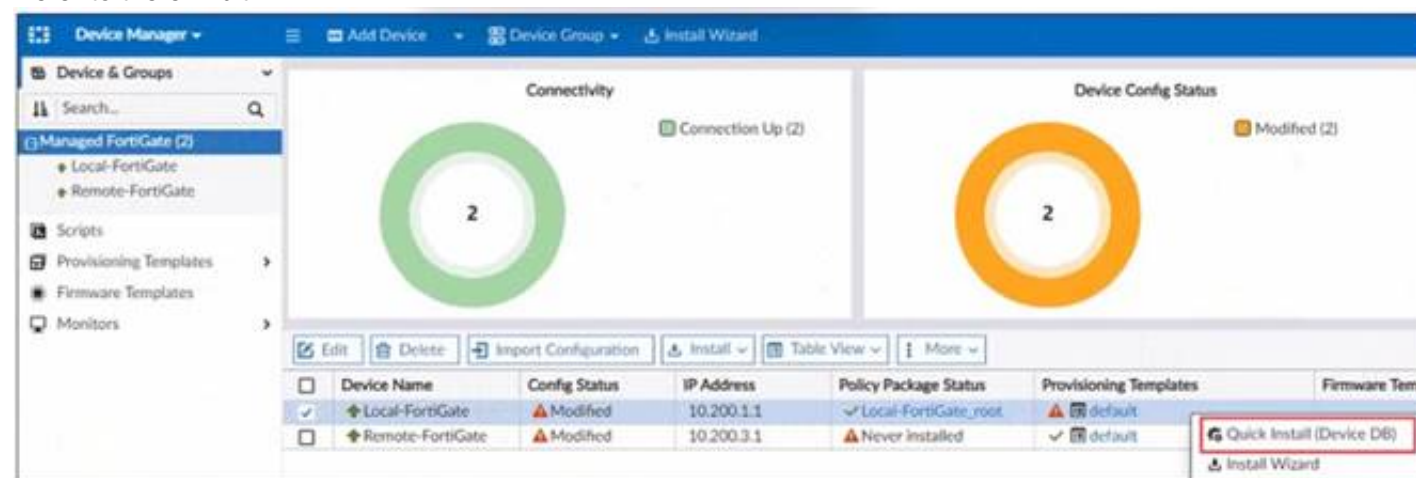 Device Manager
Add Device
Device Group
Install Wizard
Device & Groups
Search...
Managed FortiGate (2)
Local-FortiGate
Remote-FortiGate
Scripts
Provisioning Templates
Firmware Templates
Monitors
Connectivity
Connection Up (2)
2
Device Config Status
Modified (2)
2
Edit Delete Import Configuration Install Table View More
Device Name Config Status IP Address Policy Package Status Provisioning Templates Firmware Tem
Local-FortiGate Modified 10.200.1.1 Local-FortiGate_root default
Remote-FortiGate Modified 10.200.3.1 Never installed default
Quick Install (Device DB)
Install Wizard